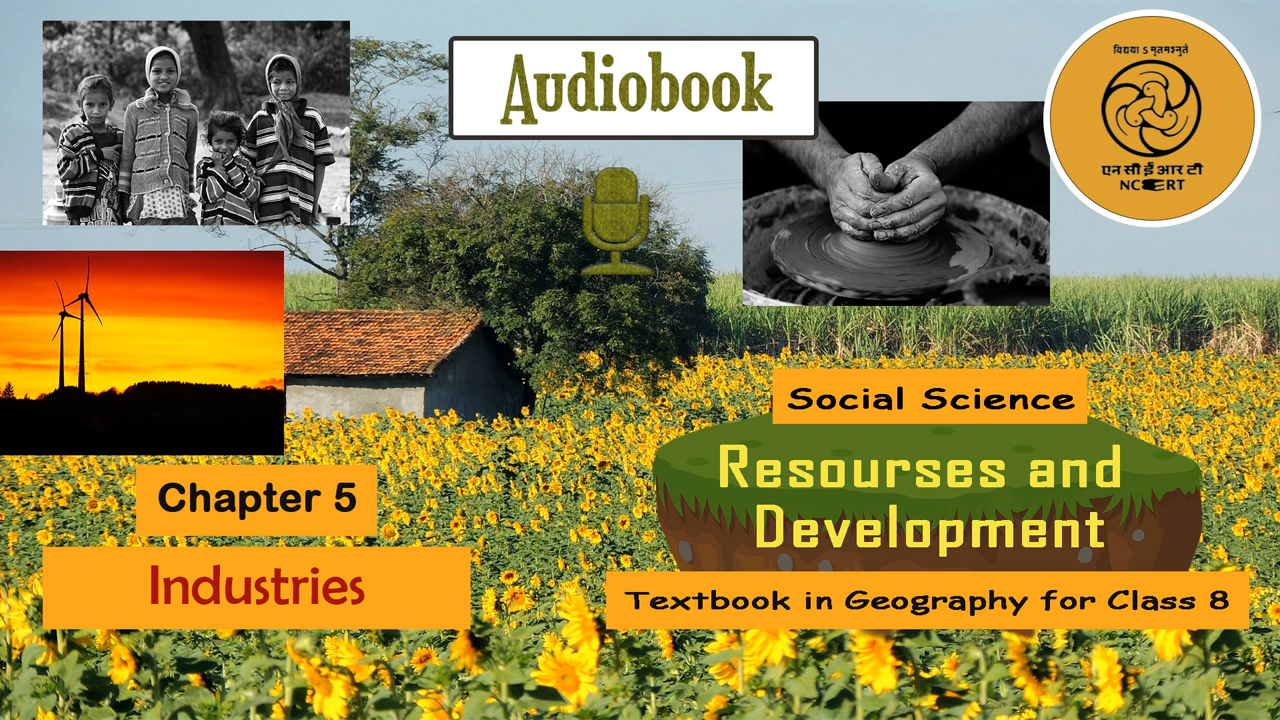 Audiobook
विद्यया ऽ मृतमश्नुते
एन सी ई आर टी
NCERT
Social Science
Resourses and
Development
Textbook in Geography for Class 8
Chapter 5
Industries